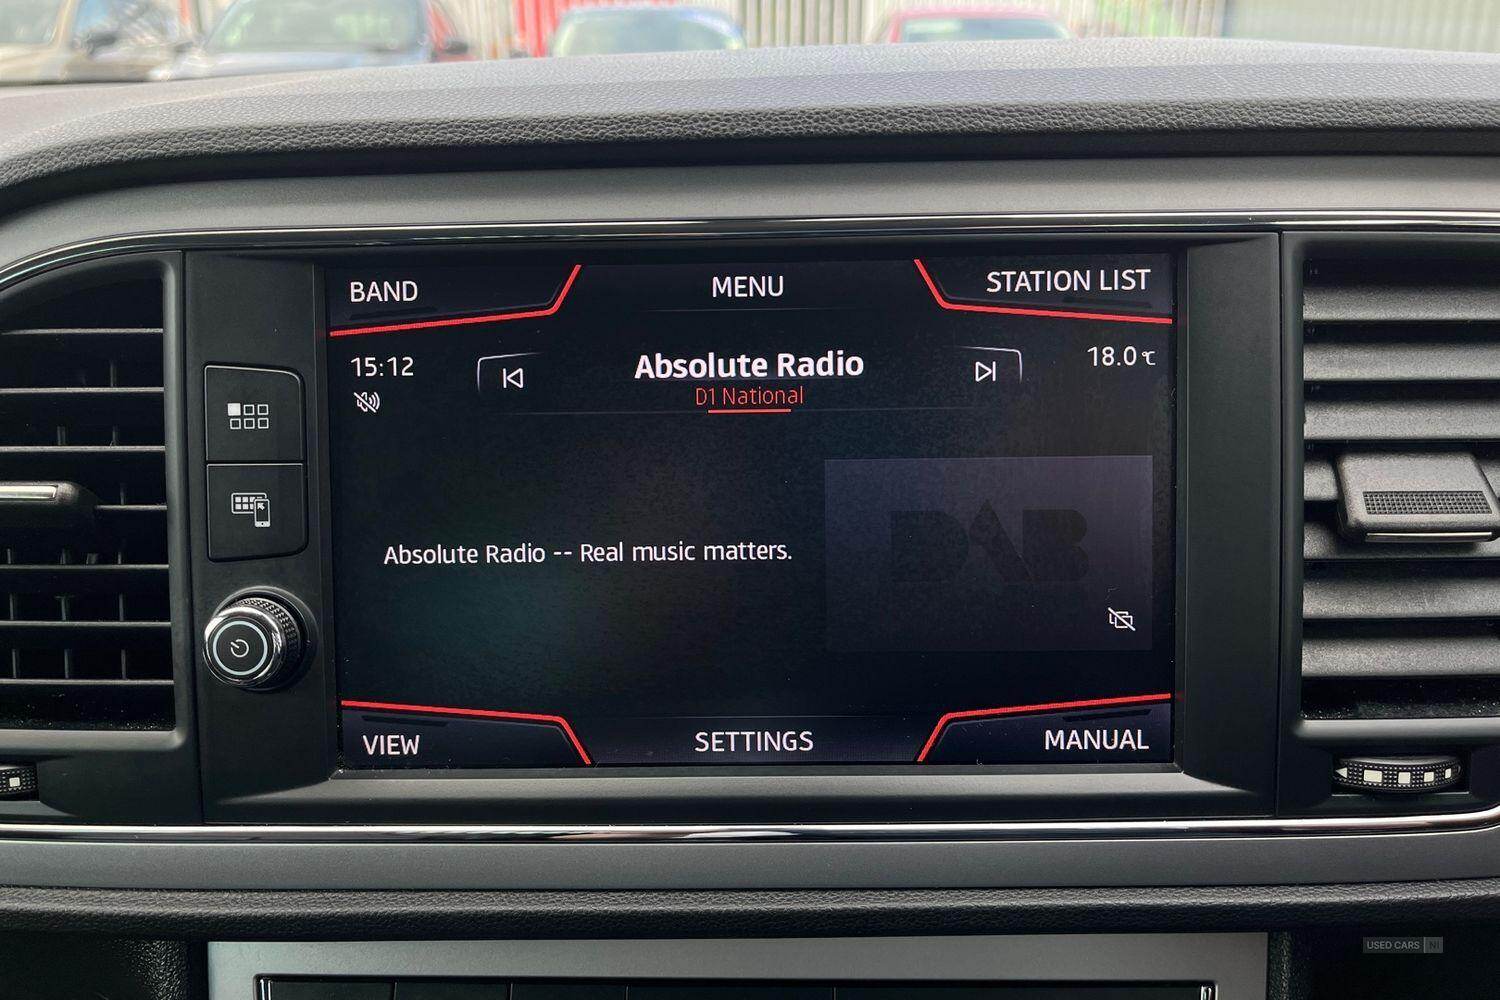 BAND
MENU
STATION LIST
15:12
Absolute Radio
18.0 °C
D1 National
DAB
Absolute Radio -- Real music matters.
VIEW
SETTINGS
MANUAL
USED CARS NI